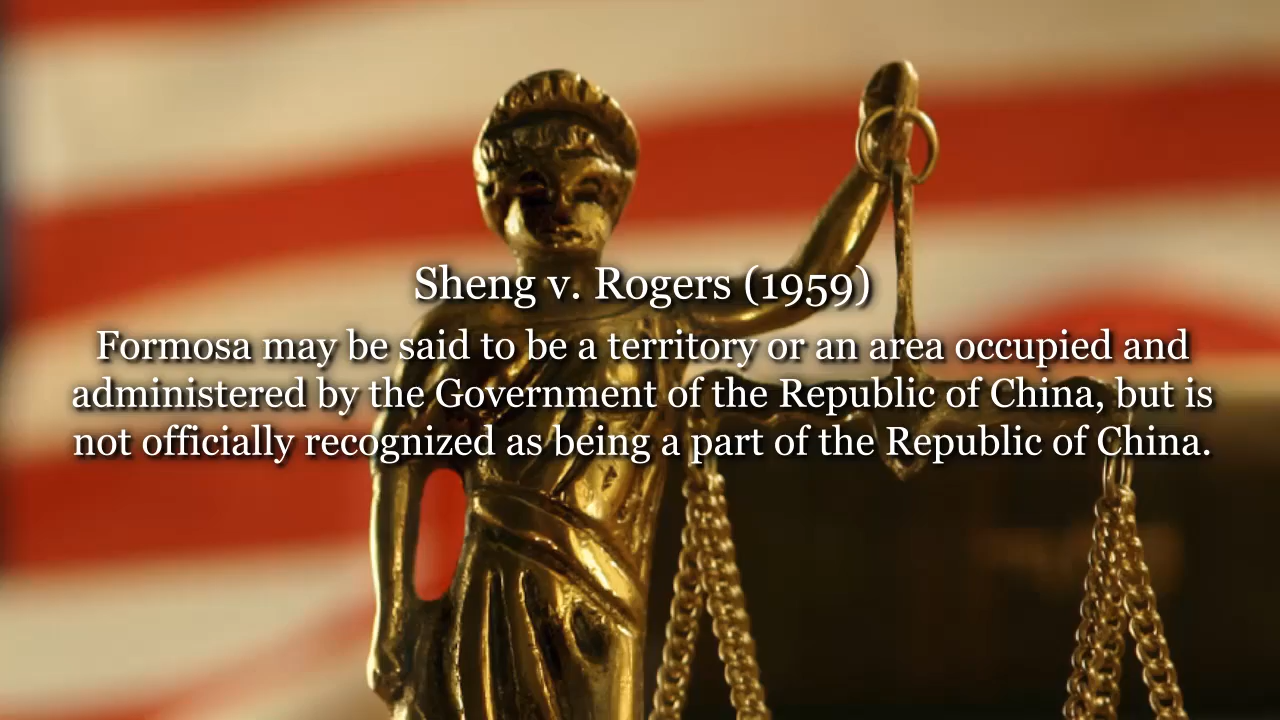 Sheng v. Rogers (1959)
Formosa may be said to be a territory or an area occupied and
administered by the Government of the Republic of China, but is
not officially recognized as being a part of the Republic of China.